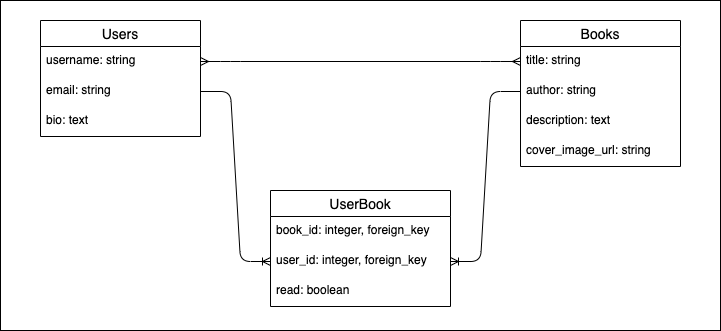 Users
username: string
email: string
bio: text
Books
title: string
author: string
description: text
cover_image_url: string
UserBook
book_id: integer, foreign_key
user_id: integer, foreign_key
read: boolean